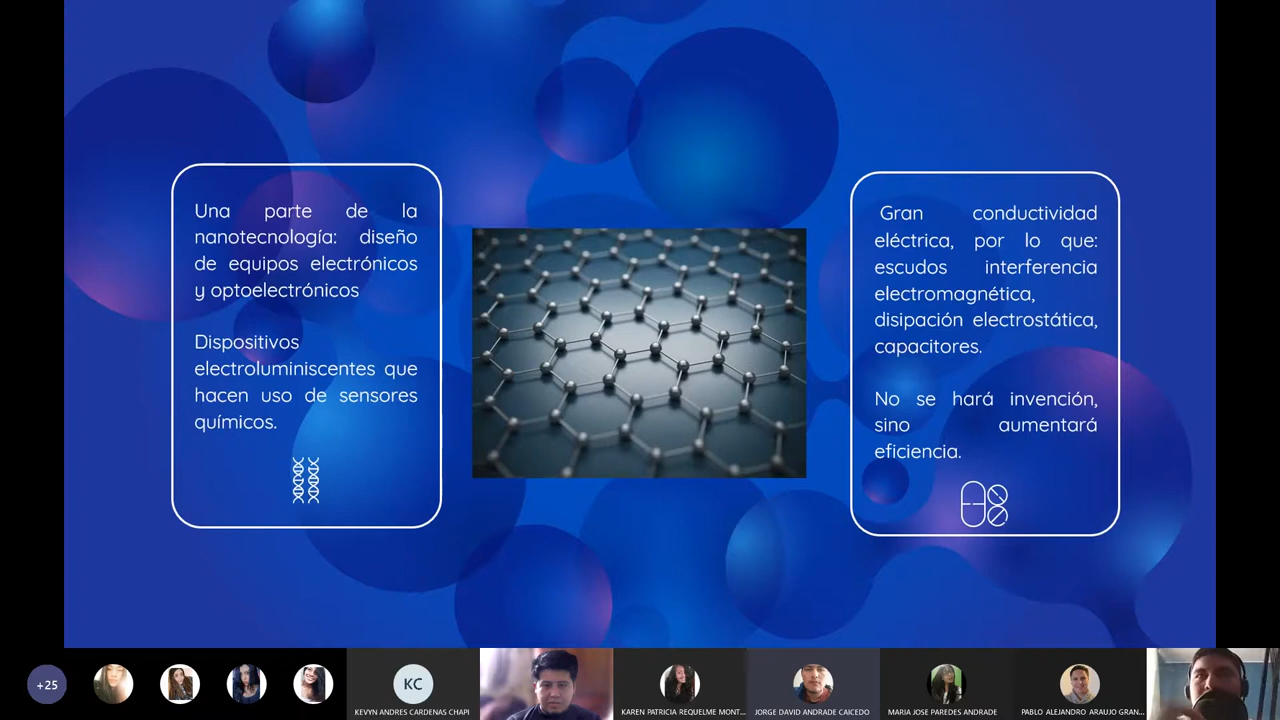 Una parte de la
nanotecnología: diseño
de equipos electrónicos
y optoelectrónicos
Dispositivos
electroluminiscentes que
hacen uso de sensores
químicos.
Gran conductividad
eléctrica, por lo que:
escudos interferencia
electromagnética,
disipación electrostática,
capacitores.
No se hará invención,
sino aumentará
eficiencia.
+25
KC
KEVYN ANDRES CARDENAS CHAPI
KAREN PATRICIA REQUELME MONT...
JORGE DAVID ANDRADE CAICEDO
MARIA JOSE PAREDES ANDRADE
PABLO ALEJANDRO ARAUJO GRAN...